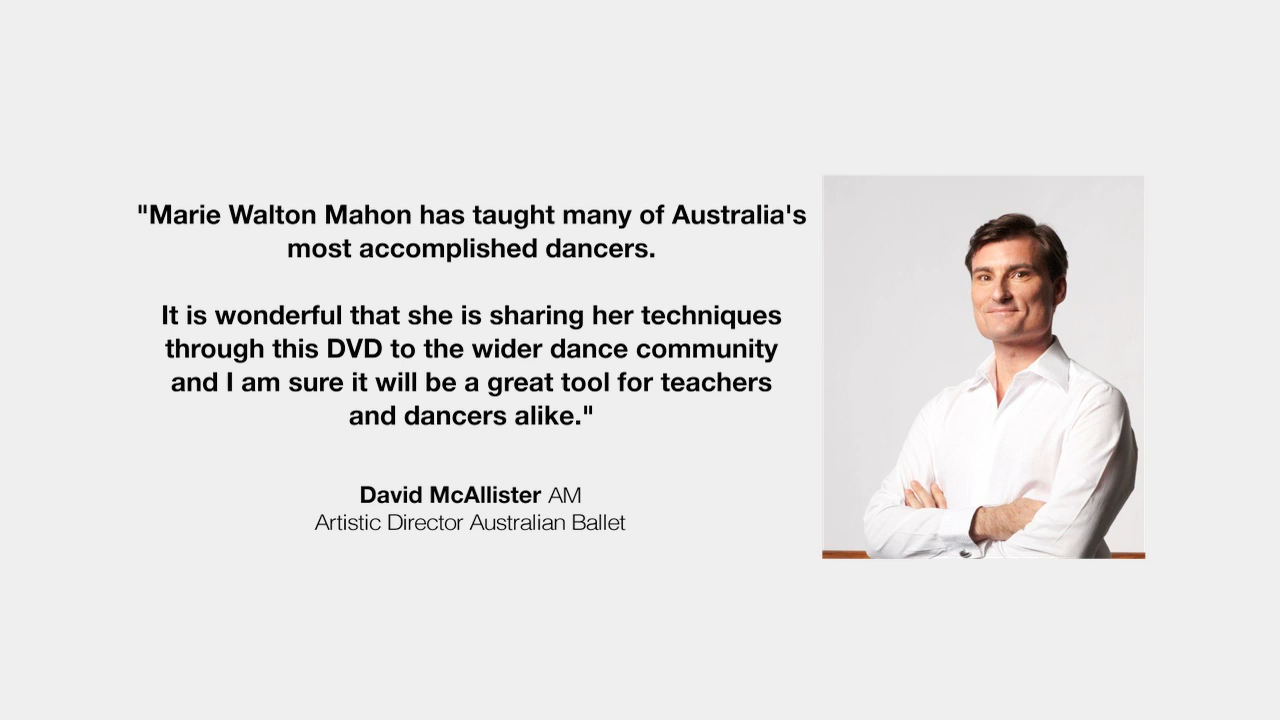 "Marie Walton Mahon has taught many of Australia's
most accomplished dancers.
It is wonderful that she is sharing her techniques
through this DVD to the wider dance community
and I am sure it will be a great tool for teachers
and dancers alike."
David McAllister AM
Artistic Director Australian Ballet